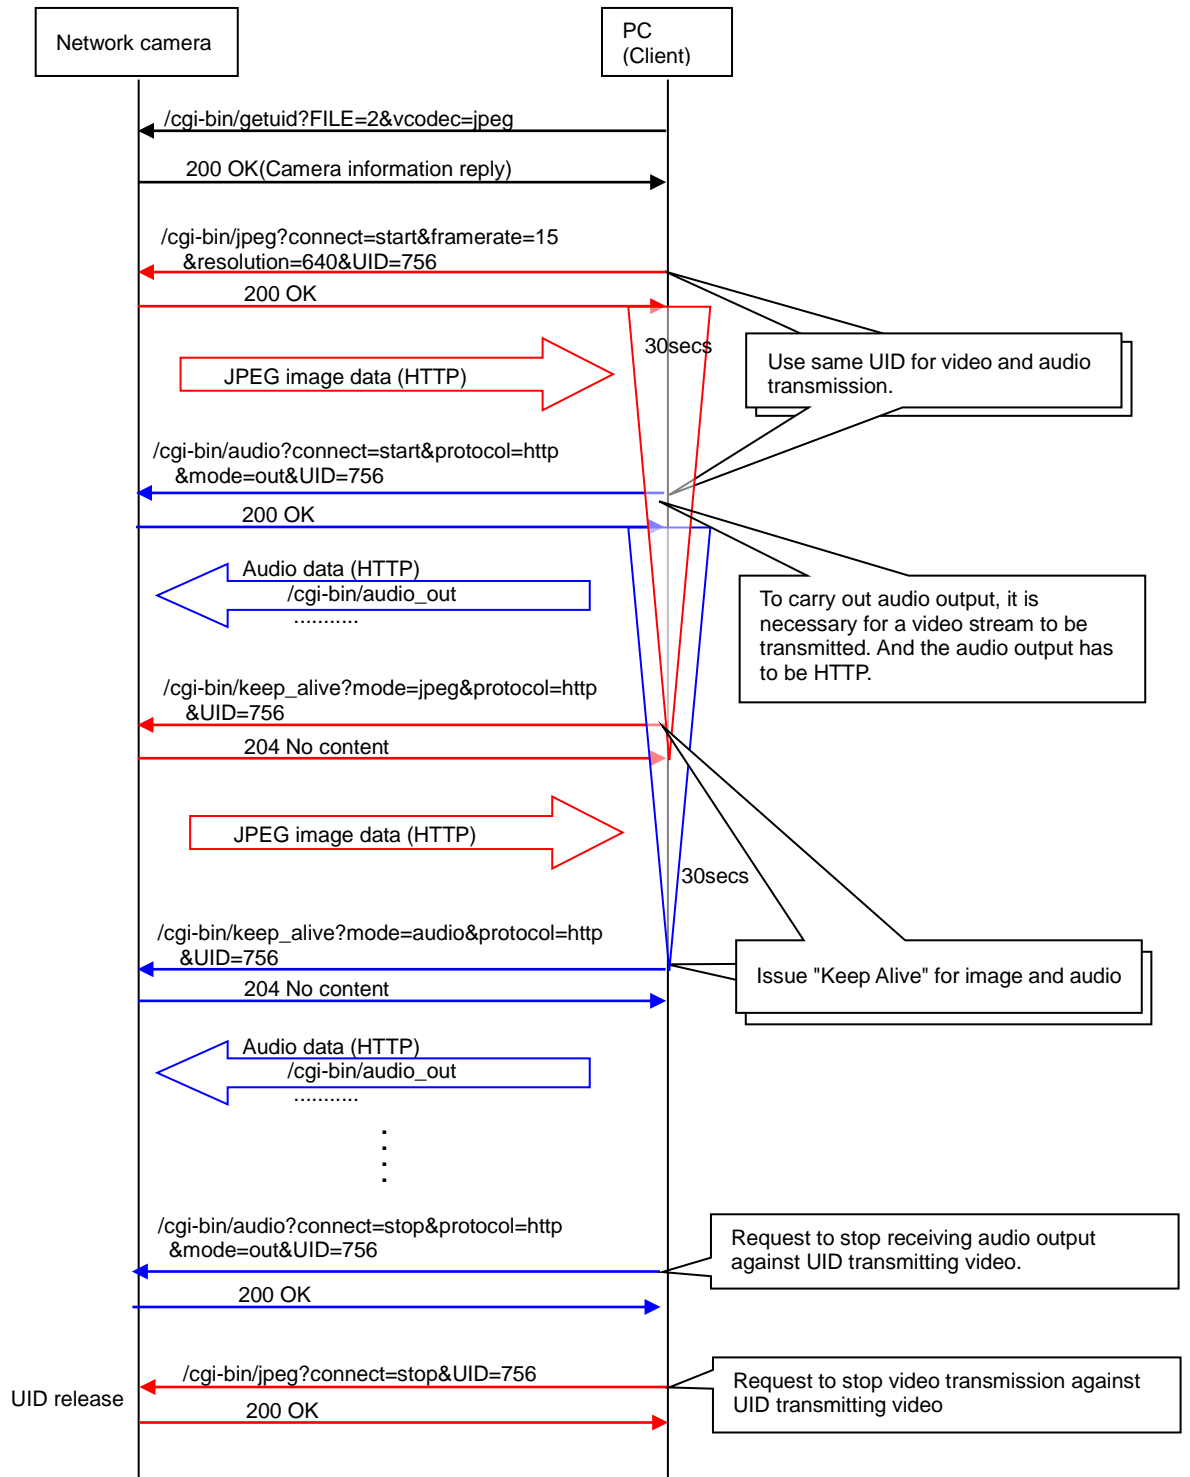 Network camera
PC
(Client)
/cgi-bin/getuid?FILE=2&vcodec=jpeg
200 OK(Camera information reply)
/cgi-bin/jpeg?connect=start&framerate=15
&resolution=640&UID=756
200 OK
30secs
JPEG image data (HTTP)
Use same UID for video and audio
transmission.
/cgi-bin/audio?connect=start&protocol=http
&mode=out&UID=756
200 OK
Audio data (HTTP)
/cgi-bin/audio_out
...........
To carry out audio output, it is
necessary for a video stream to be
transmitted. And the audio output has
to be HTTP.
/cgi-bin/keep_alive?mode=jpeg&protocol=http
&UID=756
204 No content
JPEG image data (HTTP)
30secs
/cgi-bin/keep_alive?mode=audio&protocol=http
&UID=756
204 No content
Issue "Keep Alive" for image and audio
Audio data (HTTP)
/cgi-bin/audio_out
...........
/cgi-bin/audio?connect=stop&protocol=http
&mode=out&UID=756
200 OK
Request to stop receiving audio output
against UID transmitting video.
/cgi-bin/jpeg?connect=stop&UID=756
UID release
200 OK
Request to stop video transmission against
UID transmitting video